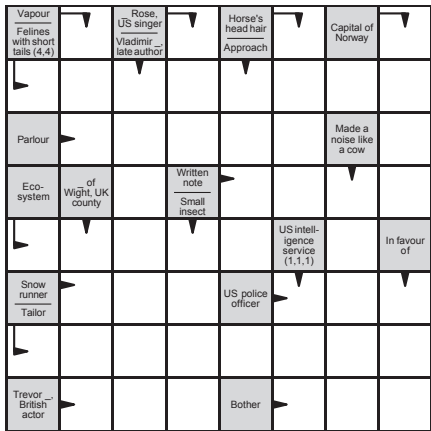 Vapour
Felines
with short
tails (4,4)
_ Rose,
US singer
Vladimir _,
late author
Horse's
head hair
Approach
Capital of
Norway
Parlour
Made a
noise like
a cow
Eco-
system
_ of
Wight, UK
county
Written
note
Small
insect
US intell-
igence
service
(1,1,1)
In favour
of
Snow
runner
Tailor
US police
officer
Trevor _,
British
actor
Bother